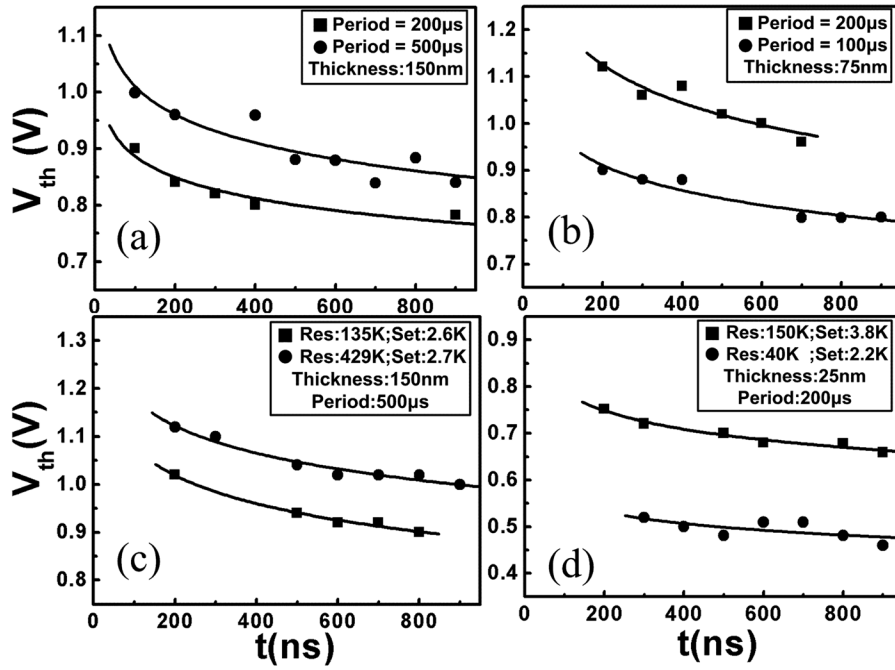 1.1
1.0
0.9
0.8
0.7
0 200 400 600 800
V_th (V)
(a)
Period = 200μs
Period = 500μs
Thickness:150nm
1.2
1.1
1.0
0.9
0.8
0.7
0 200 400 600 800
(b)
Period = 200μs
Period = 100μs
Thickness:75nm
1.3
1.2
1.1
1.0
0.9
0.8
0 200 400 600 800
V_th (V)
t(ns)
(c)
Res:135K;Set:2.6K
Res:429K;Set:2.7K
Thickness:150nm
Period:500μs
0.9
0.8
0.7
0.6
0.5
0.4
0 200 400 600 800
t(ns)
(d)
Res:150K;Set:3.8K
Res:40K ;Set:2.2K
Thickness:25nm
Period:200μs